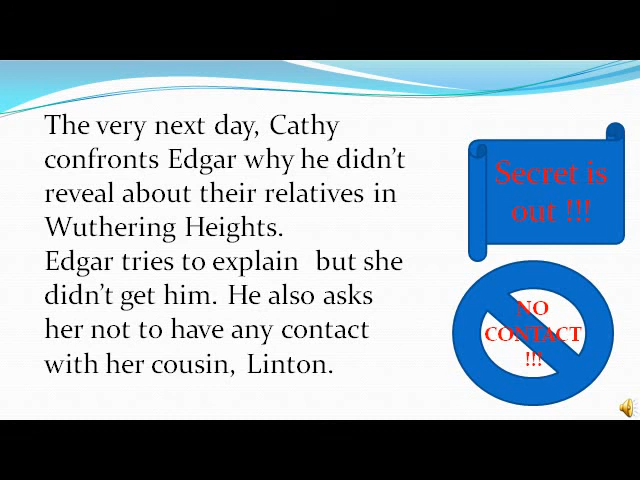 The very next day, Cathy
confronts Edgar why he didn't
reveal about their relatives in
Wuthering Heights.
Edgar tries to explain  but she
didn't get him. He also asks
her not to have any contact
with her cousin, Linton.
Secret is
out !!!
NO
CONTACT
!!!